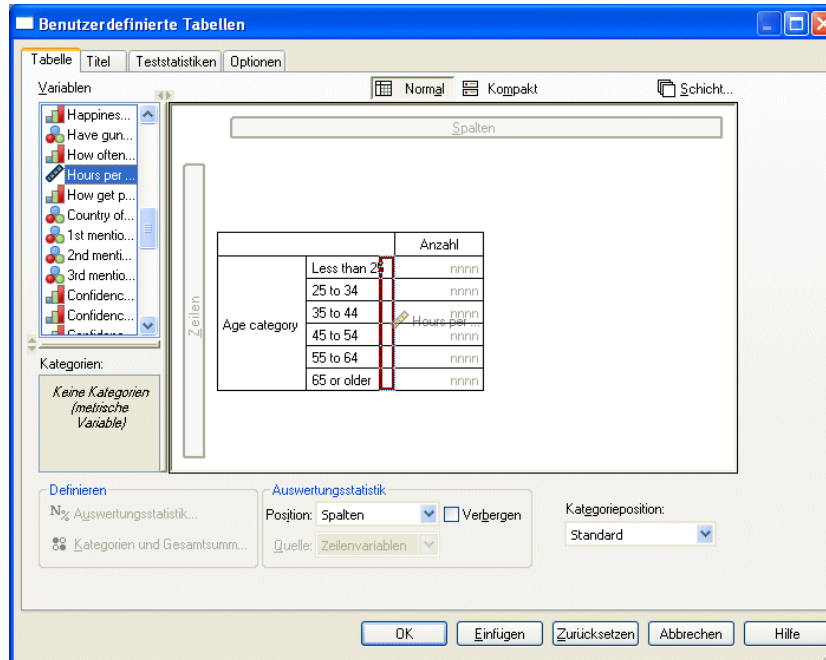 Benutzerdefinierte Tabellen
Tabelle Titel Teststatistiken Optionen
Variablen
Normal Kompakt Schicht...
Happines...
Have gun...
How often...
Hours per ...
How get p...
Country of...
1st mentio...
2nd menti...
3rd mentio...
Confidenc...
Confidenc...
Confidenc...
Spalten
Zeilen
Anzahl
Age category
Less than 25 nnnn
25 to 34 nnnn
35 to 44 nnnn
Hours per ...
45 to 54 nnnn
55 to 64 nnnn
65 or older nnnn
Kategorien:
Keine Kategorien
(metrische
Variable)
Definieren
N% Auswertungsstatistik...
Kategorien und Gesamtsumm...
Auswertungsstatistik
Position: Spalten Verbergen
Quelle: Zeilenvariablen
Kategorieposition:
Standard
OK Einfügen Zurücksetzen Abbrechen Hilfe